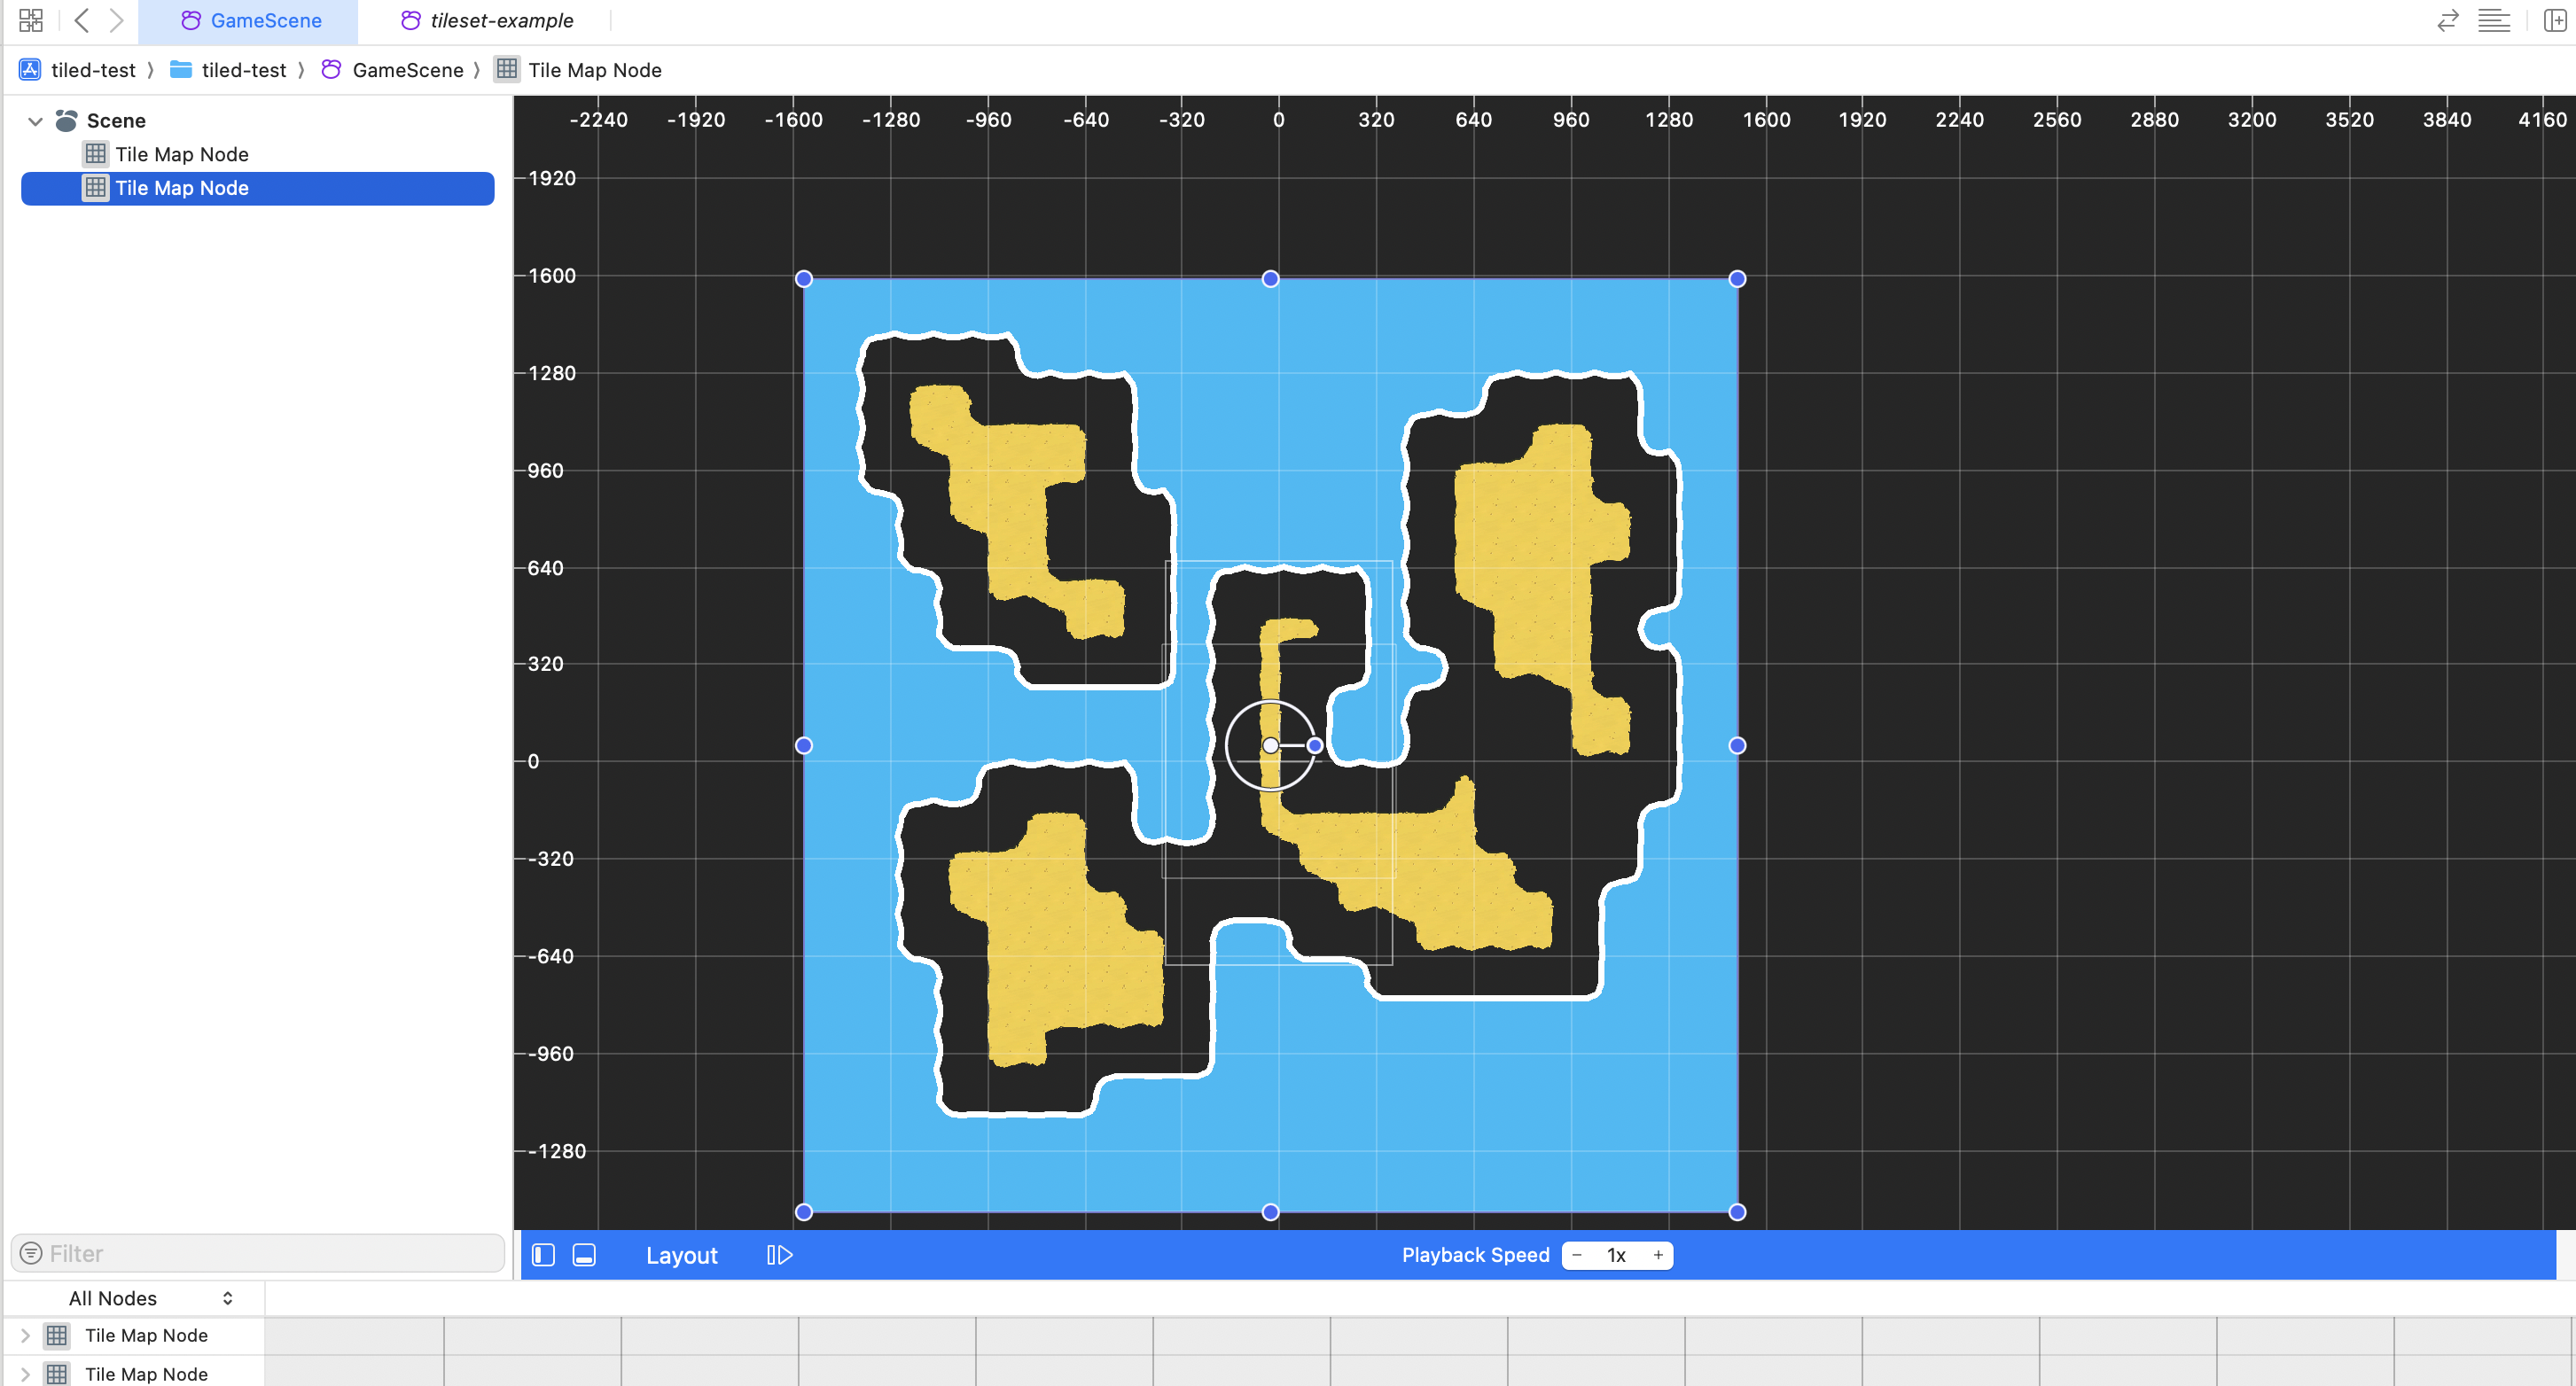 GameScene tileset-example
tiled-test 〉 tiled-test 〉 GameScene 〉 Tile Map Node
Scene
Tile Map Node
Tile Map Node
-2240 -1920 -1600 -1280 -960 -640 -320 0 320 640 960 1280 1600 1920 2240 2560 2880 3200 3520 3840 4160
1920
1600
1280
960
640
320
0
-320
-640
-960
-1280
Filter
Layout Playback Speed − 1x +
All Nodes
Tile Map Node
Tile Map Node